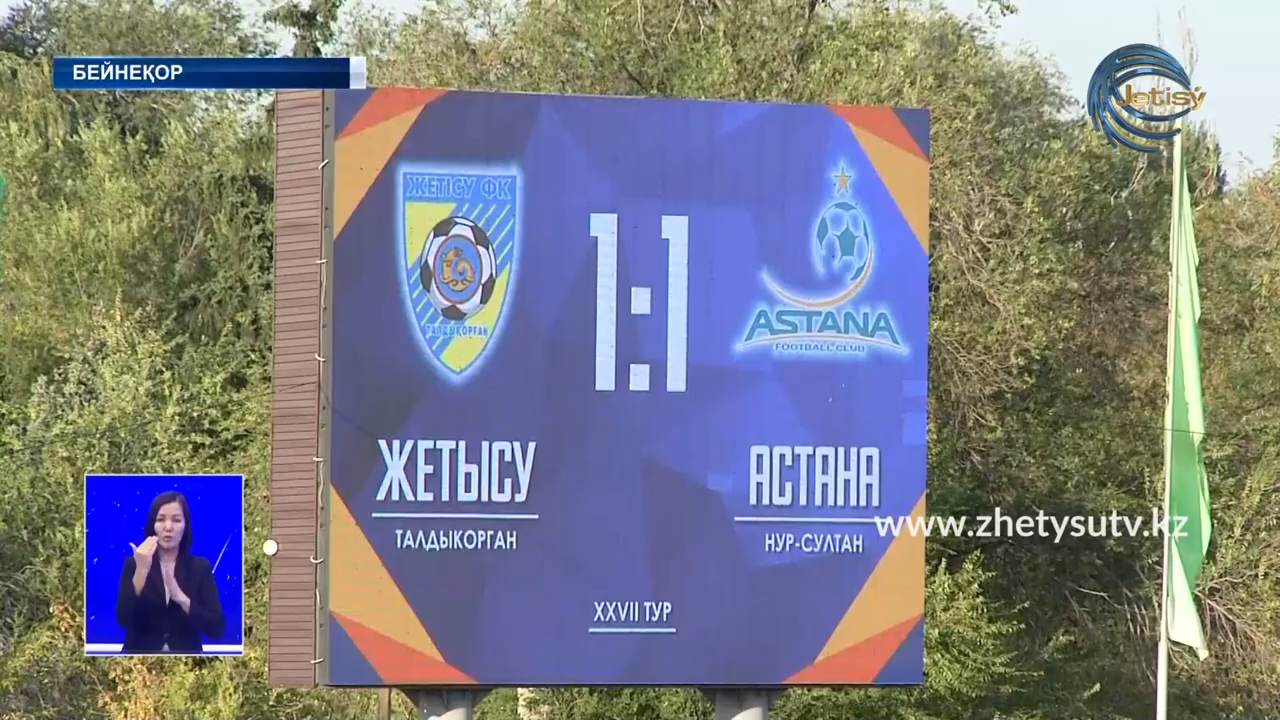 БЕЙНЕҚОР
Jetisý
ЖЕТІСУ ФК
ТАЛДЫҚОРҒАН
1:1
ASTANA
FOOTBALL CLUB
ЖЕТЫСУ
АСТАНА
ТАЛДЫКОРГАН
НУР-СУЛТАН
www.zhetysutv.kz
XXVII ТУР